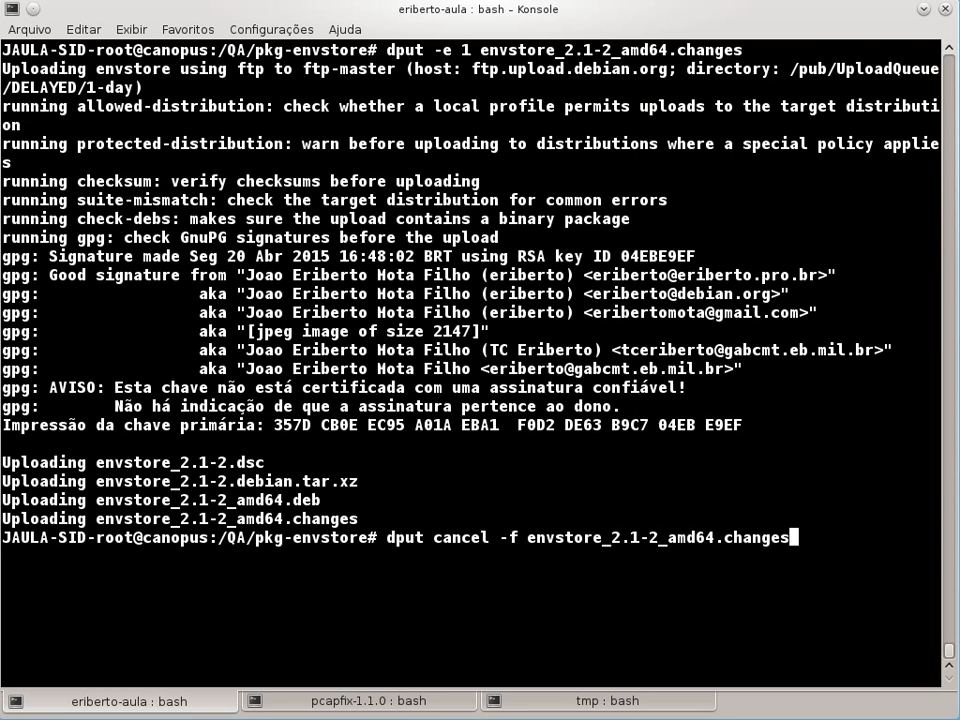 eriberto-aula : bash – Konsole
Arquivo Editar Exibir Favoritos Configurações Ajuda
JAULA-SID-root@canopus:/QA/pkg-envstore# dput -e 1 envstore_2.1-2_amd64.changes
Uploading envstore using ftp to ftp-master (host: ftp.upload.debian.org; directory: /pub/UploadQueue
/DELAYED/1-day)
running allowed-distribution: check whether a local profile permits uploads to the target distributi
on
running protected-distribution: warn before uploading to distributions where a special policy applie
s
running checksum: verify checksums before uploading
running suite-mismatch: check the target distribution for common errors
running check-debs: makes sure the upload contains a binary package
running gpg: check GnuPG signatures before the upload
gpg: Signature made Seg 20 Abr 2015 16:48:02 BRT using RSA key ID 04EBE9EF
gpg: Good signature from "Joao Eriberto Mota Filho (eriberto) <eriberto@eriberto.pro.br>"
gpg:                 aka "Joao Eriberto Mota Filho (eriberto) <eriberto@debian.org>"
gpg:                 aka "Joao Eriberto Mota Filho (eriberto) <eribertomota@gmail.com>"
gpg:                 aka "[jpeg image of size 2147]"
gpg:                 aka "Joao Eriberto Mota Filho (TC Eriberto) <tceriberto@gabcmt.eb.mil.br>"
gpg:                 aka "Joao Eriberto Mota Filho <eriberto@gabcmt.eb.mil.br>"
gpg: AVISO: Esta chave não está certificada com uma assinatura confiável!
gpg:        Não há indicação de que a assinatura pertence ao dono.
Impressão da chave primária: 357D CB0E EC95 A01A EBA1  F0D2 DE63 B9C7 04EB E9EF
Uploading envstore_2.1-2.dsc
Uploading envstore_2.1-2.debian.tar.xz
Uploading envstore_2.1-2_amd64.deb
Uploading envstore_2.1-2_amd64.changes
JAULA-SID-root@canopus:/QA/pkg-envstore# dput cancel -f envstore_2.1-2_amd64.changes
eriberto-aula : bash pcapfix-1.1.0 : bash tmp : bash